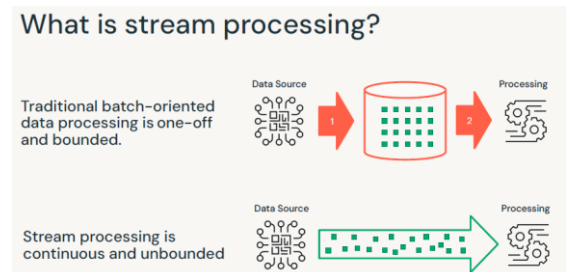 What is stream processing?
Data Source
Processing
Traditional batch-oriented
data processing is one-off
and bounded.
1
2
Data Source
Processing
Stream processing is
continuous and unbounded